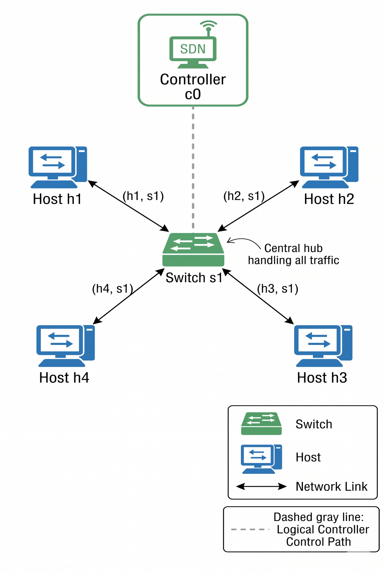 SDN
Controller
c0
Host h1
(h1, s1)
(h2, s1)
Host h2
Central hub
handling all traffic
Switch s1
(h4, s1)
(h3, s1)
Host h4
Host h3
Switch
Host
Network Link
Dashed gray line:
Logical Controller
Control Path